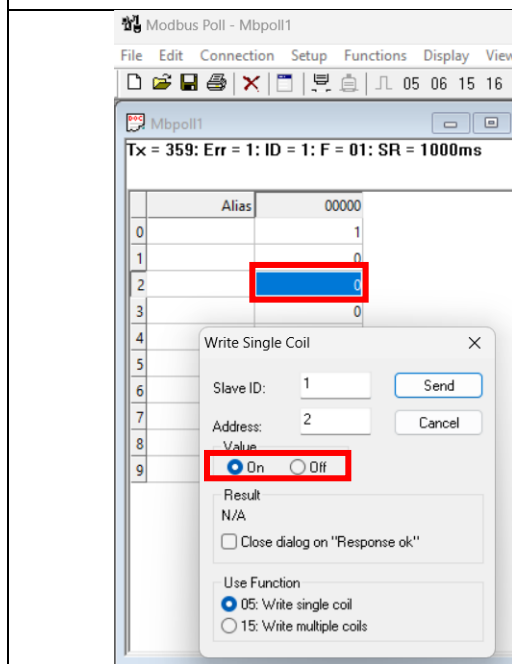 Modbus Poll - Mbpoll1
File Edit Connection Setup Functions Display View
05 06 15 16
Mbpoll1
Tx = 359: Err = 1: ID = 1: F = 01: SR = 1000ms
Alias 00000
0 1
1 0
2 0
3 0
4
5
6
7
8
9
Write Single Coil
Slave ID: 1 Send
Address: 2 Cancel
Value
On Off
Result
N/A
Close dialog on "Response ok"
Use Function
05: Write single coil
15: Write multiple coils